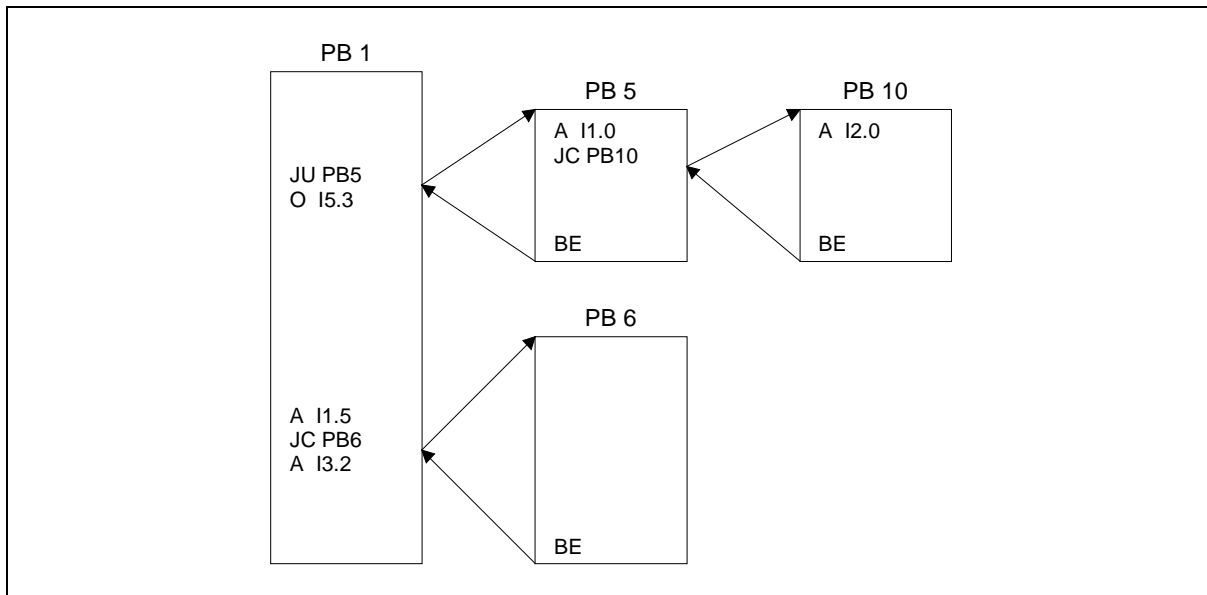 PB 1
JU PB5
O I5.3
A I1.5
JC PB6
A I3.2
PB 5
A I1.0
JC PB10
BE
PB 10
A I2.0
BE
PB 6
BE